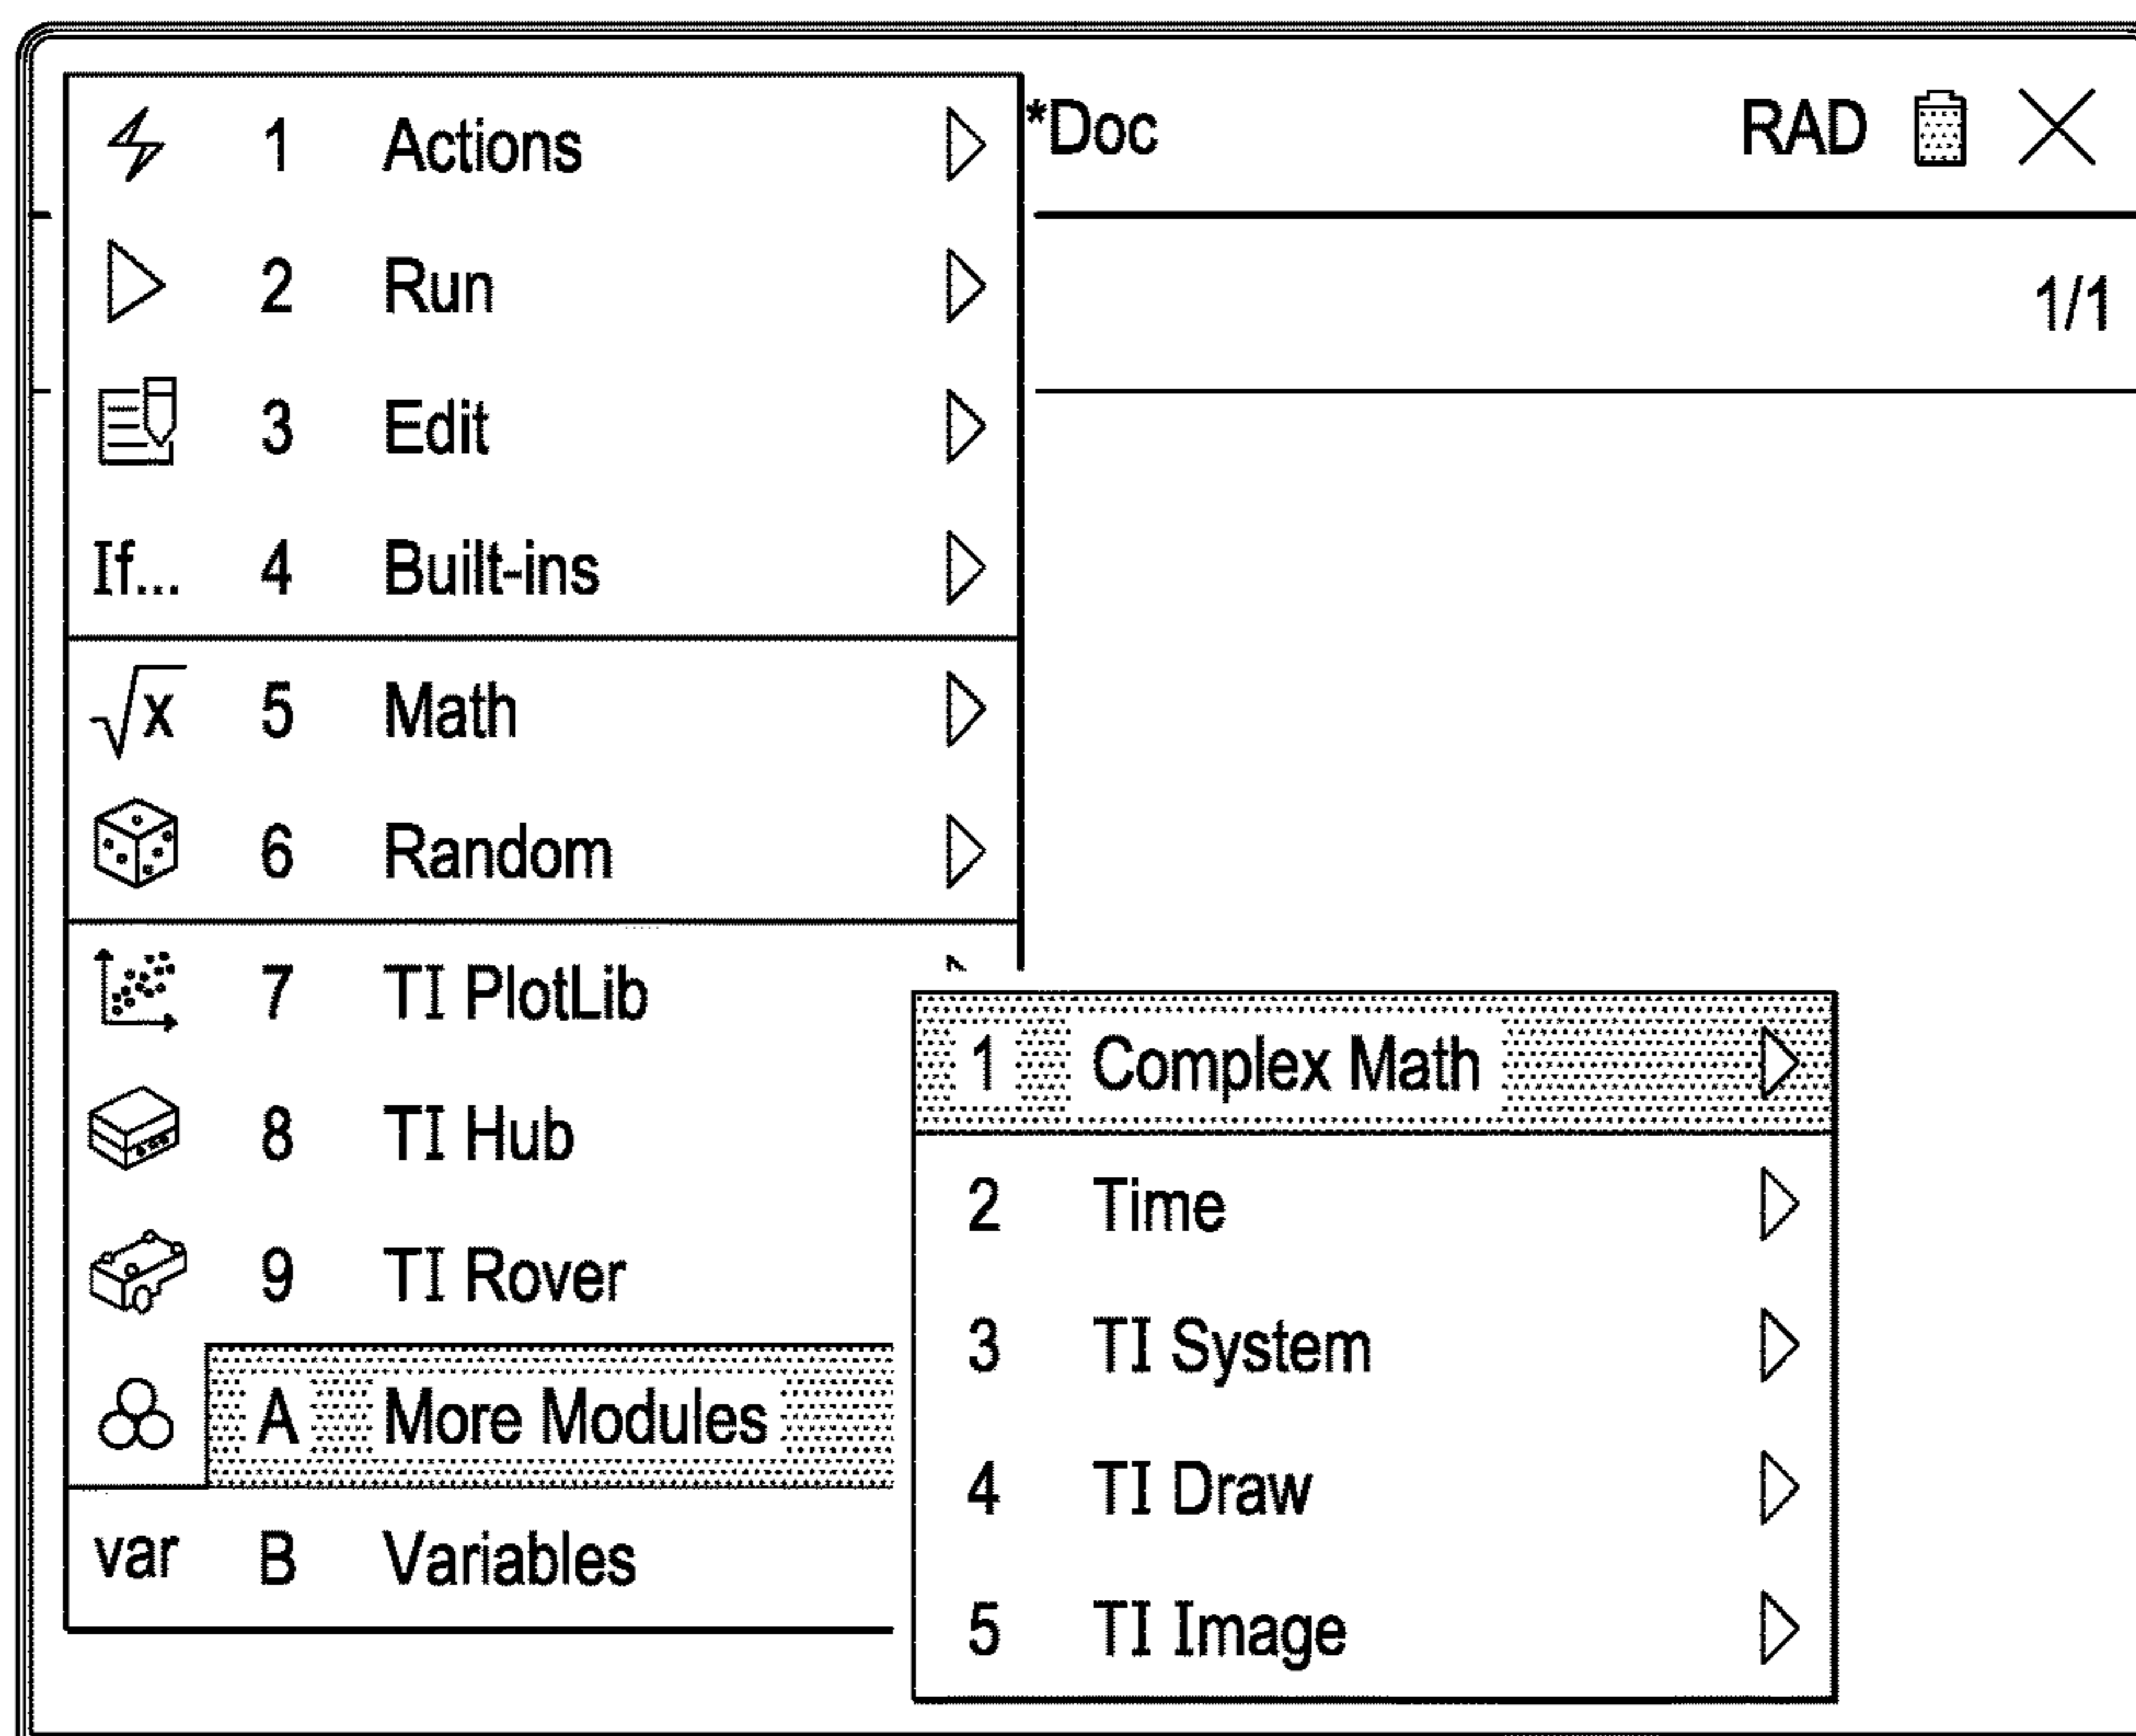 *Doc RAD
1/1
1 Actions
2 Run
3 Edit
If... 4 Built-ins
√x 5 Math
6 Random
7 TI PlotLib
8 TI Hub
9 TI Rover
A More Modules
var B Variables
1 Complex Math
2 Time
3 TI System
4 TI Draw
5 TI Image